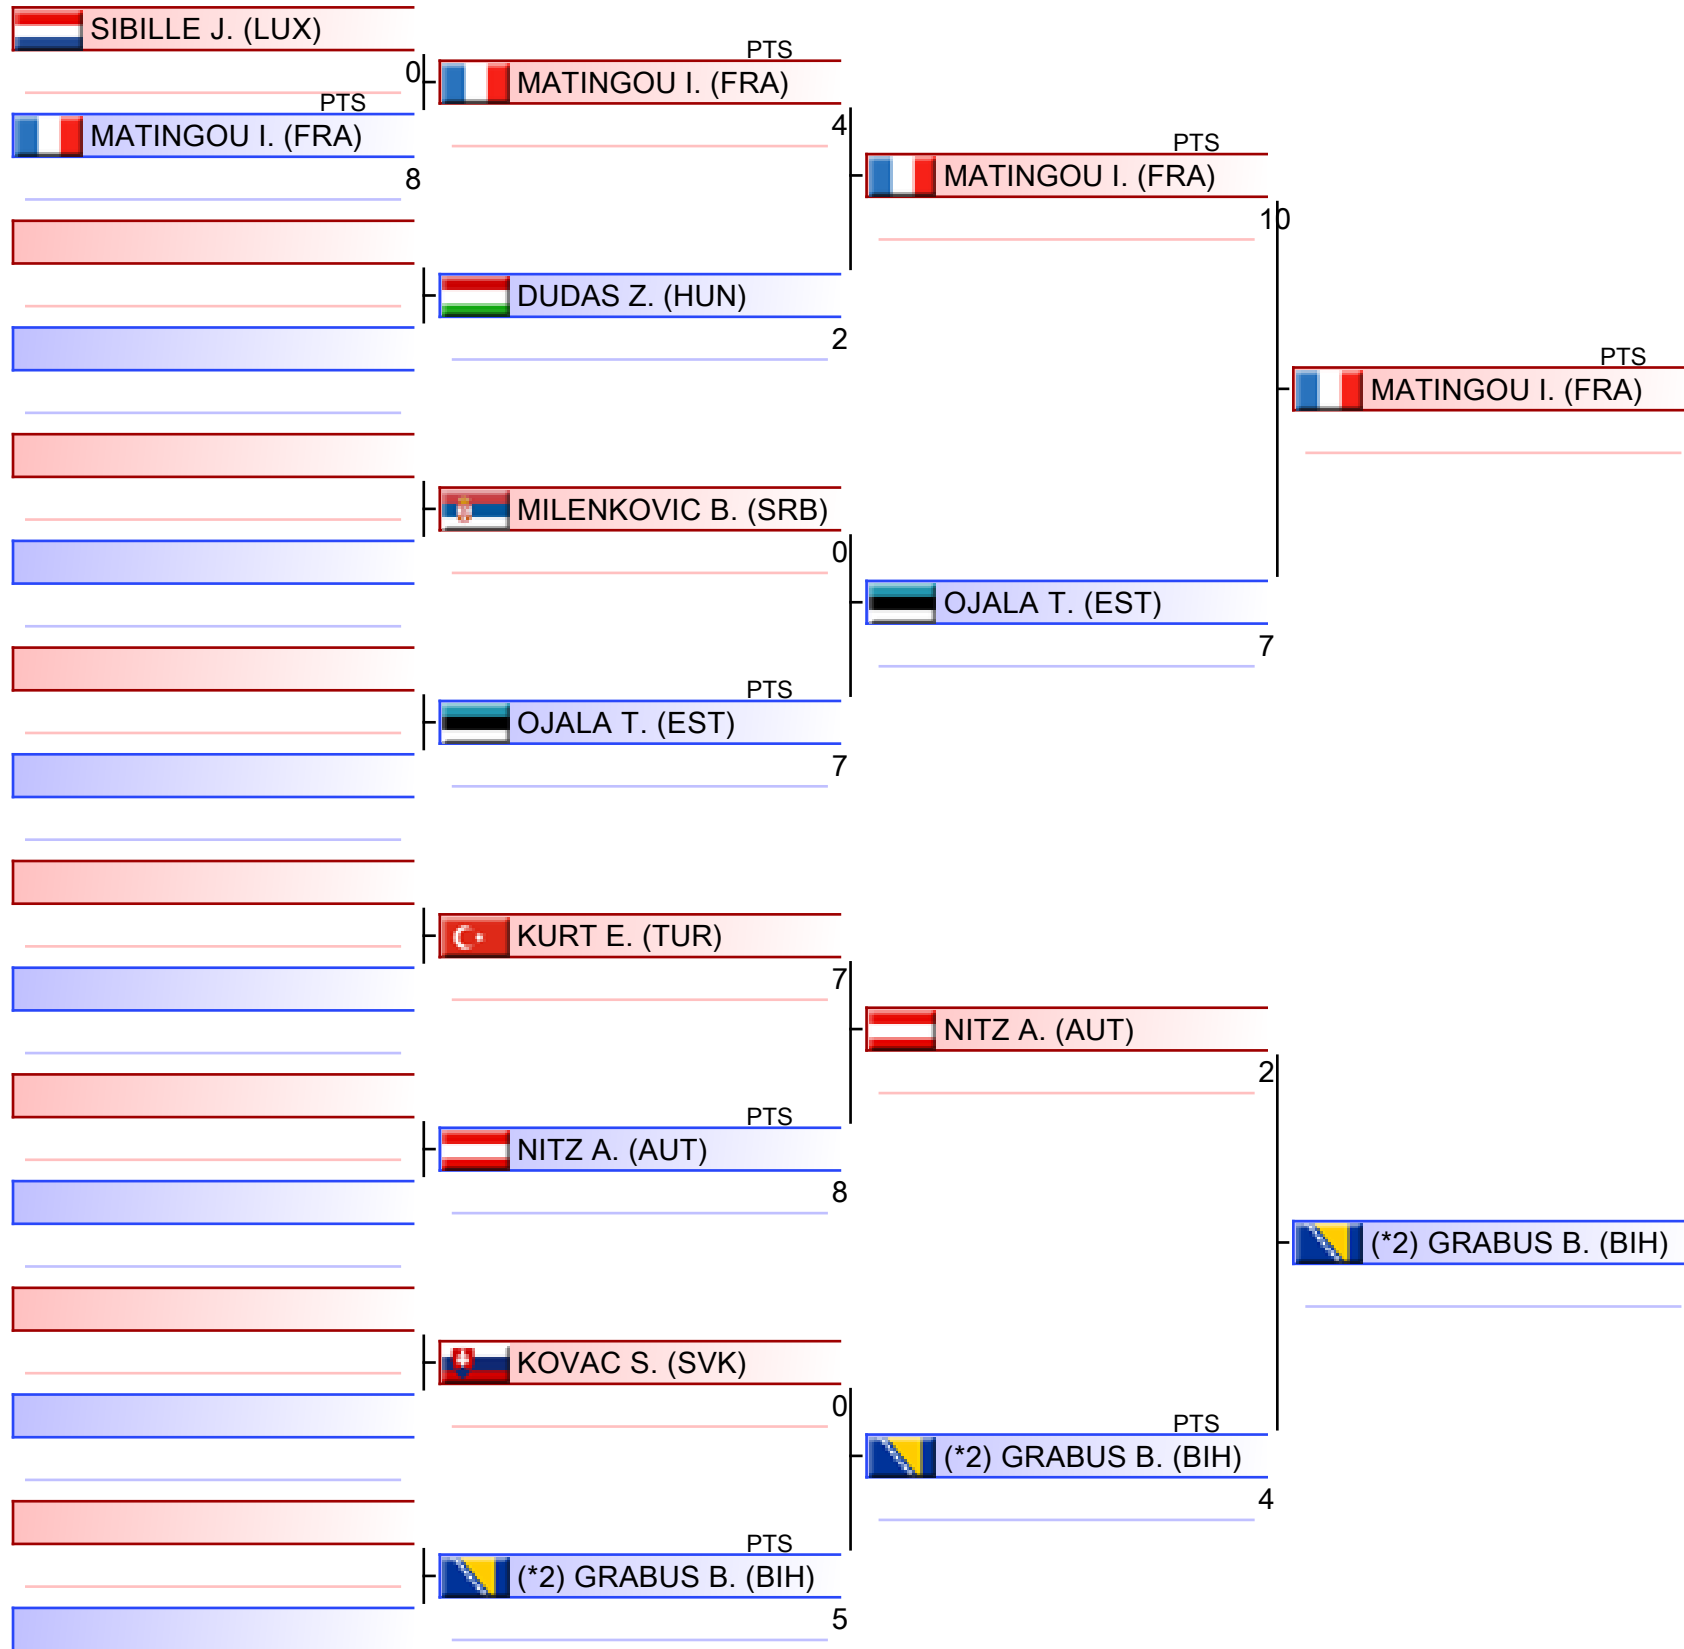 SIBILLE J. (LUX)
0
PTS
MATINGOU I. (FRA)
8
PTS
MATINGOU I. (FRA)
4
DUDAS Z. (HUN)
2
MILENKOVIC B. (SRB)
0
PTS
OJALA T. (EST)
7
KURT E. (TUR)
7
PTS
NITZ A. (AUT)
8
KOVAC S. (SVK)
0
PTS
(*2) GRABUS B. (BIH)
5
PTS
MATINGOU I. (FRA)
10
OJALA T. (EST)
7
NITZ A. (AUT)
2
PTS
(*2) GRABUS B. (BIH)
4
PTS
MATINGOU I. (FRA)
(*2) GRABUS B. (BIH)